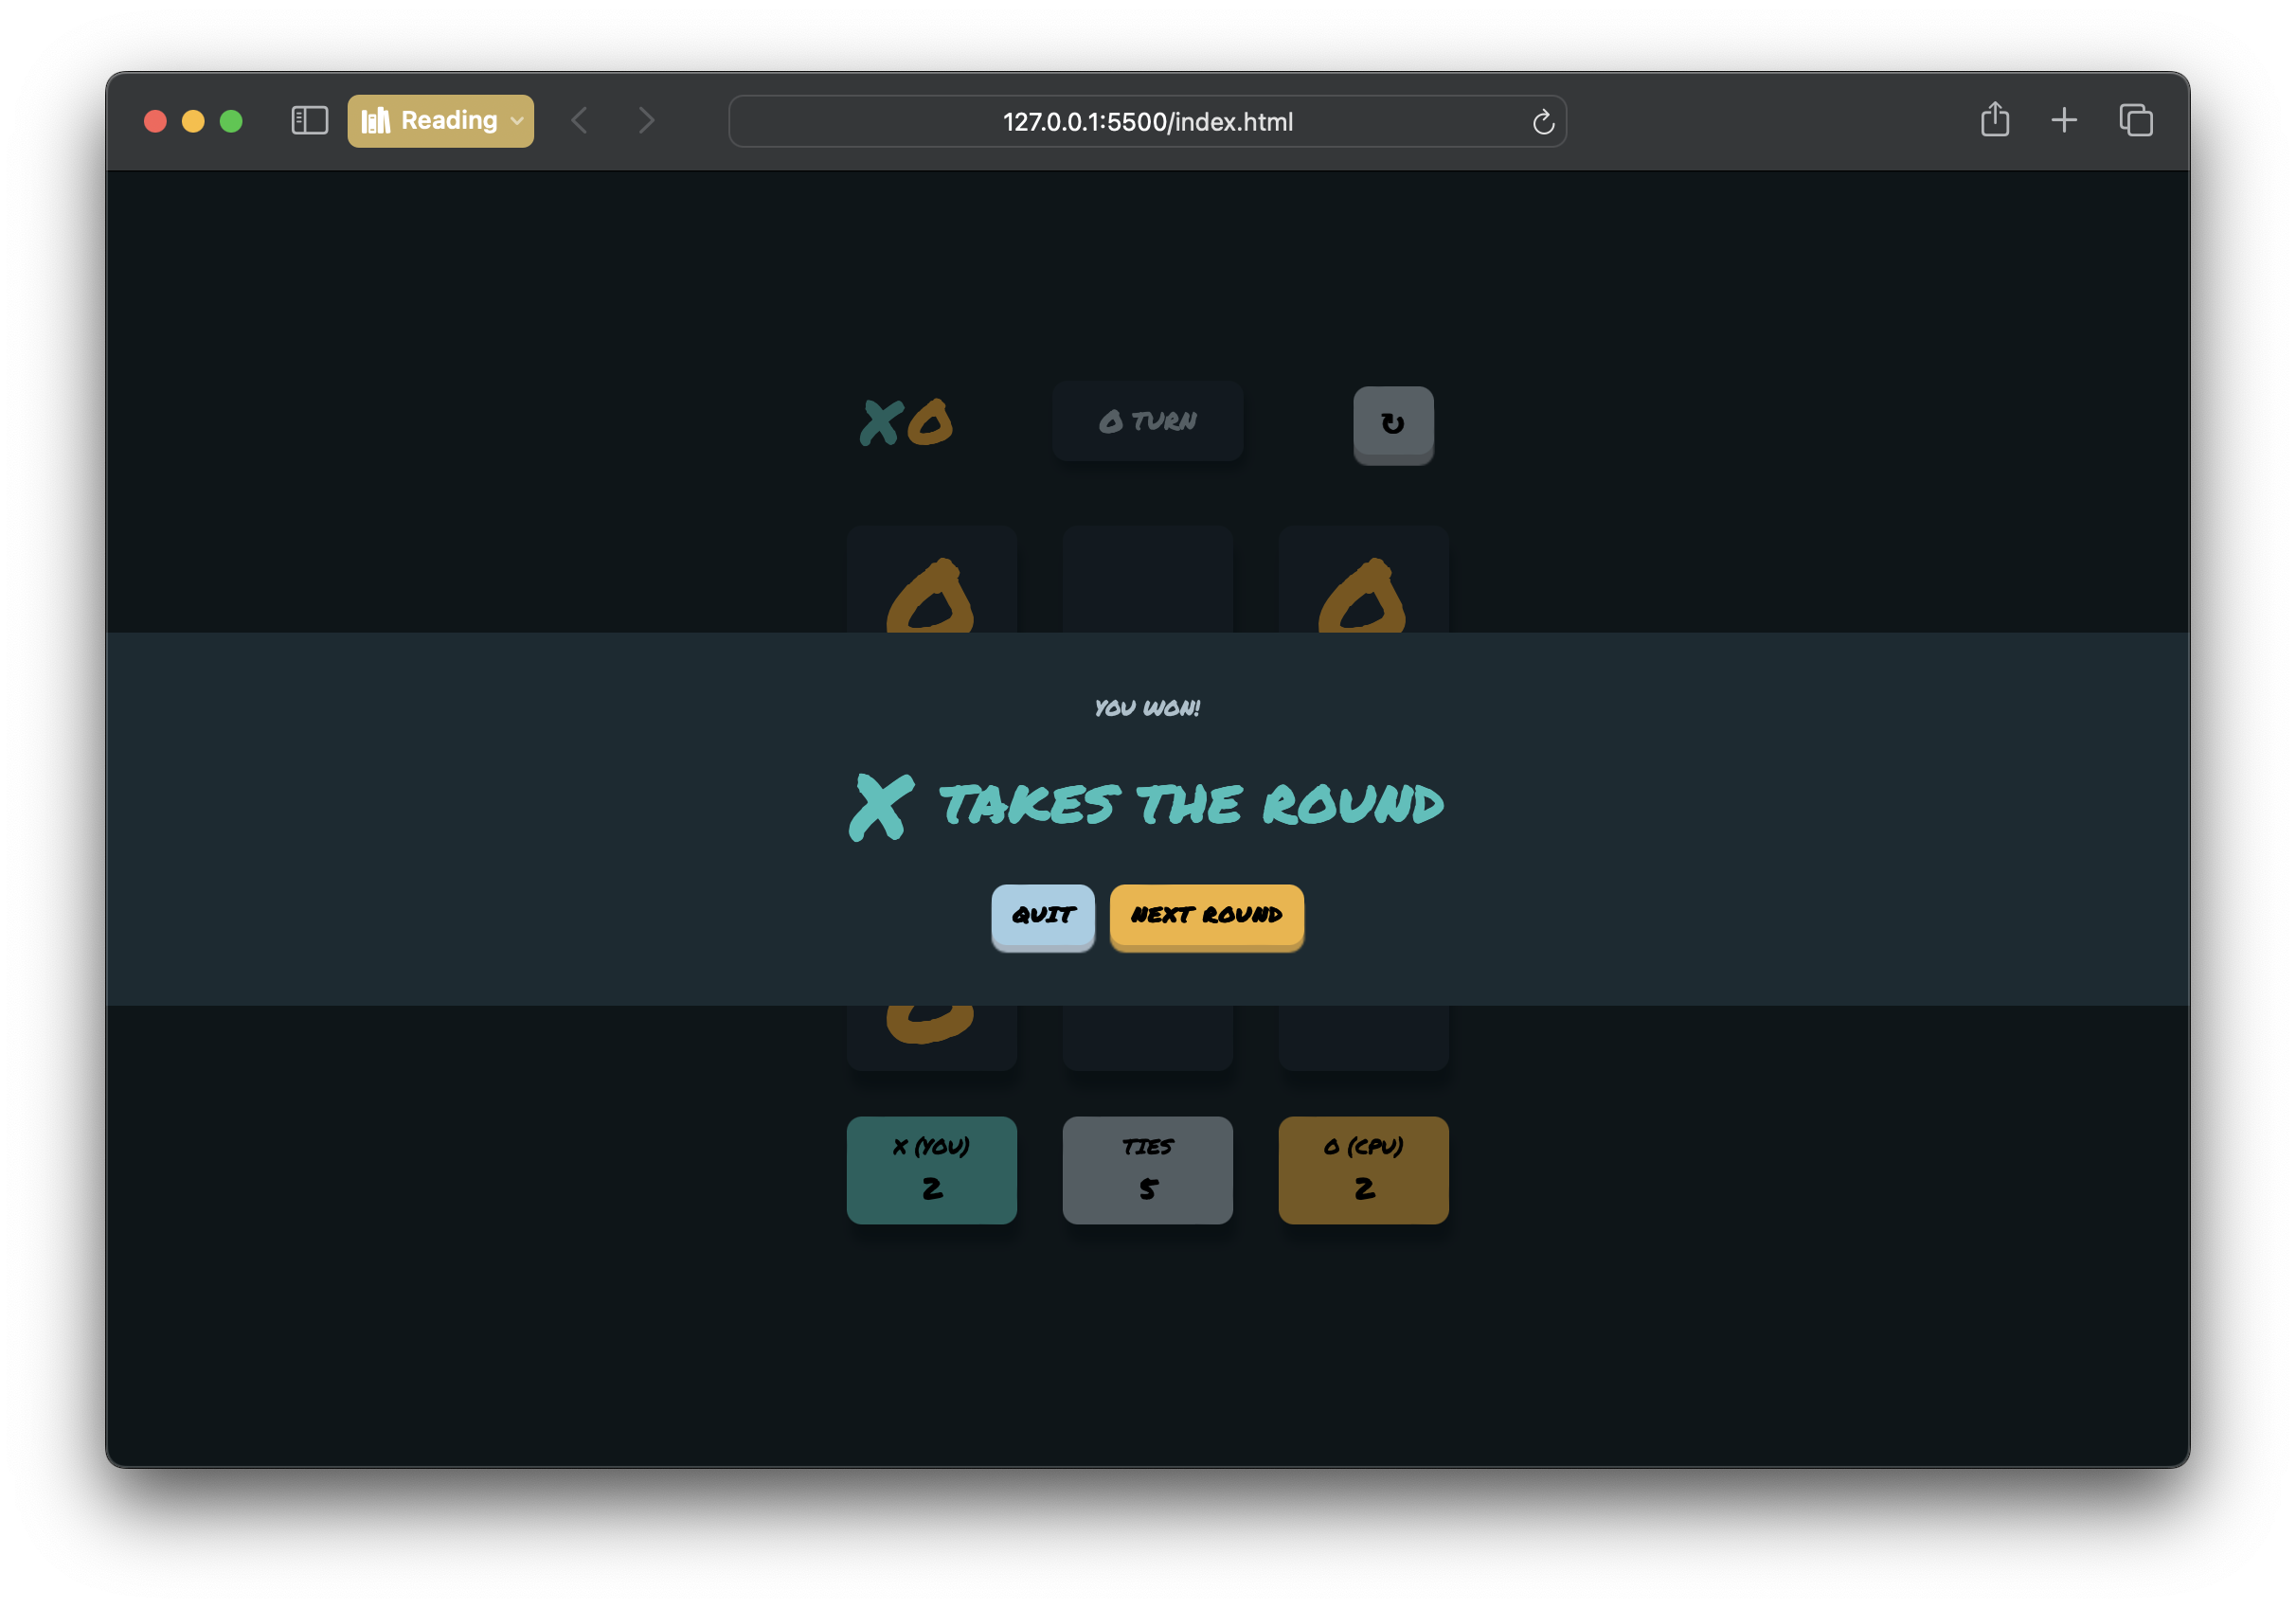 Reading
127.0.0.1:5500/index.html
XO
O TURN
↻
O O
YOU WON!
X TAKES THE ROUND
QUIT
NEXT ROUND
X (YOU)
2
TIES
5
O (CPU)
2